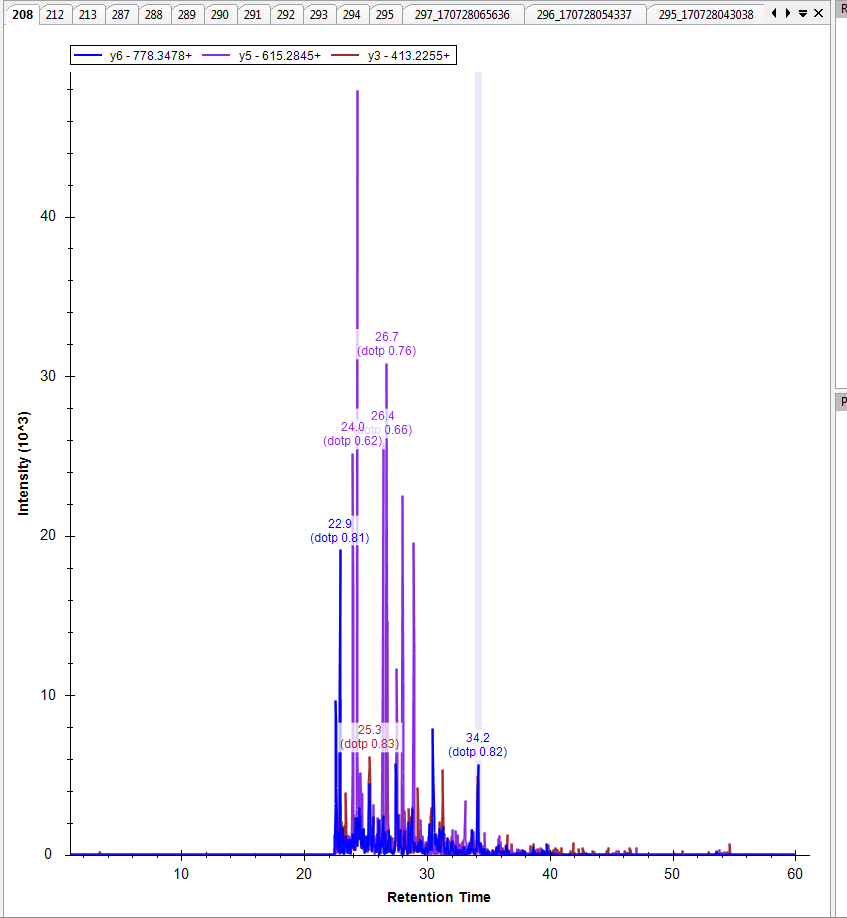 208 212 213 287 288 289 290 291 292 293 294 295 297_170728065636 296_170728054337 295_170728043038
R
y6 - 778.3478+ y5 - 615.2845+ y3 - 413.2255+
40
26.7
(dotp 0.76)
30
P
26.4
(dotp 0.66)
24.0
(dotp 0.62)
Intensity (10^3)
20
22.9
(dotp 0.81)
10
25.3
(dotp 0.83)
34.2
(dotp 0.82)
0
10 20 30 40 50 60
Retention Time